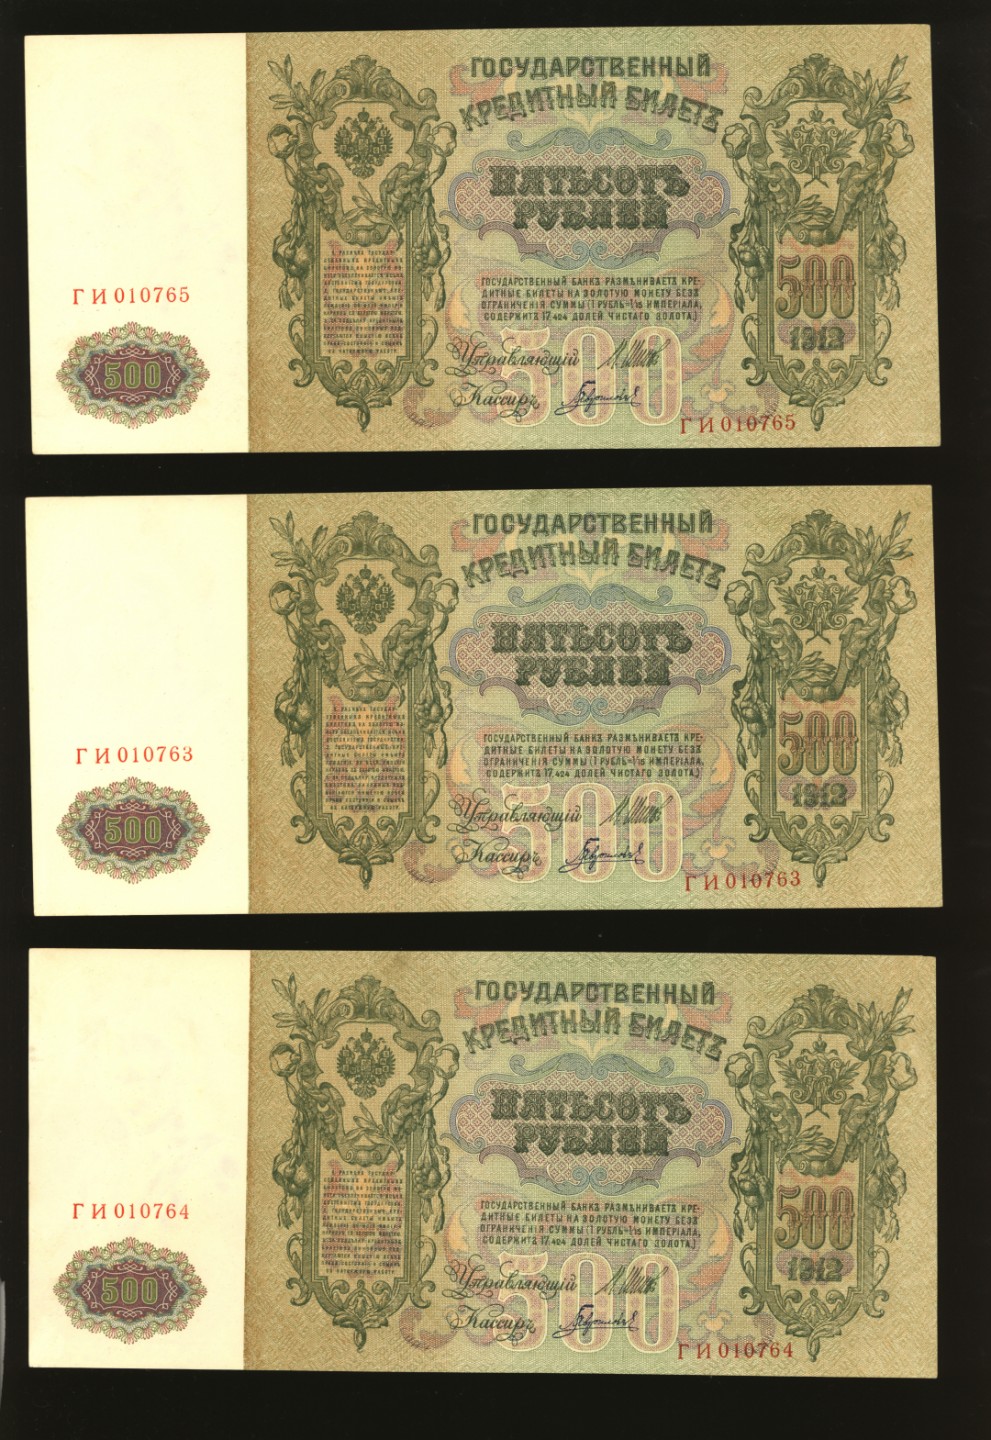 ГОСУДАРСТВЕННЫЙ
КРЕДИТНЫЙ БИЛЕТЪ
ПЯТЬСОТЪ
РУБЛЕЙ
500
1912
ГОСУДАРСТВЕННЫЙ БАНКЪ РАЗМѢНИВАЕТЪ КРЕ-
ДИТНЫЕ БИЛЕТЫ НА ЗОЛОТУЮ МОНЕТУ БЕЗЪ
ОГРАНИЧЕНІЯ СУММЫ (1 РУБЛЬ=1/15 ИМПЕРІАЛА,
СОДЕРЖИТЪ 17,424 ДОЛЕЙ ЧИСТАГО ЗОЛОТА.)
ГИ 010765
500
500
Управляющій
Кассиръ
ГИ 010765
ГОСУДАРСТВЕННЫЙ
КРЕДИТНЫЙ БИЛЕТЪ
ПЯТЬСОТЪ
РУБЛЕЙ
500
1912
ГОСУДАРСТВЕННЫЙ БАНКЪ РАЗМѢНИВАЕТЪ КРЕ-
ДИТНЫЕ БИЛЕТЫ НА ЗОЛОТУЮ МОНЕТУ БЕЗЪ
ОГРАНИЧЕНІЯ СУММЫ (1 РУБЛЬ=1/15 ИМПЕРІАЛА,
СОДЕРЖИТЪ 17,424 ДОЛЕЙ ЧИСТАГО ЗОЛОТА.)
ГИ 010763
500
500
Управляющій
Кассиръ
ГИ 010763
ГОСУДАРСТВЕННЫЙ
КРЕДИТНЫЙ БИЛЕТЪ
ПЯТЬСОТЪ
РУБЛЕЙ
500
1912
ГОСУДАРСТВЕННЫЙ БАНКЪ РАЗМѢНИВАЕТЪ КРЕ-
ДИТНЫЕ БИЛЕТЫ НА ЗОЛОТУЮ МОНЕТУ БЕЗЪ
ОГРАНИЧЕНІЯ СУММЫ (1 РУБЛЬ=1/15 ИМПЕРІАЛА,
СОДЕРЖИТЪ 17,424 ДОЛЕЙ ЧИСТАГО ЗОЛОТА.)
ГИ 010764
500
500
Управляющій
Кассиръ
ГИ 010764